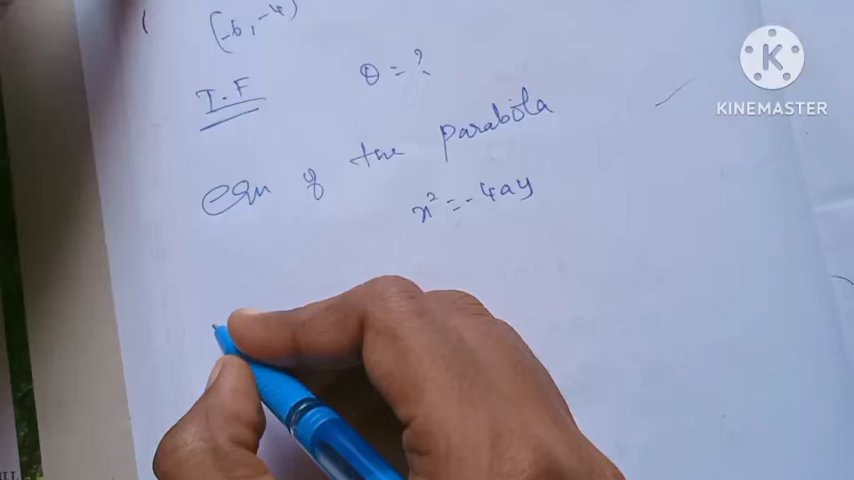 (-6, -4)
T.F θ = ?
eqn of the parabola
x² = -4ay
KINEMASTER